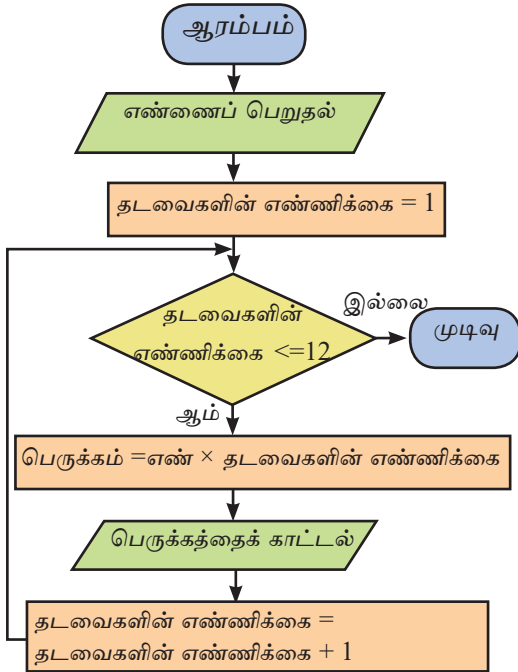 ஆரம்பம்
எண்ணைப் பெறுதல்
தடவைகளின் எண்ணிக்கை = 1
தடவைகளின்
எண்ணிக்கை <=12
இல்லை
முடிவு
ஆம்
பெருக்கம் =எண் × தடவைகளின் எண்ணிக்கை
பெருக்கத்தைக் காட்டல்
தடவைகளின் எண்ணிக்கை =
தடவைகளின் எண்ணிக்கை + 1